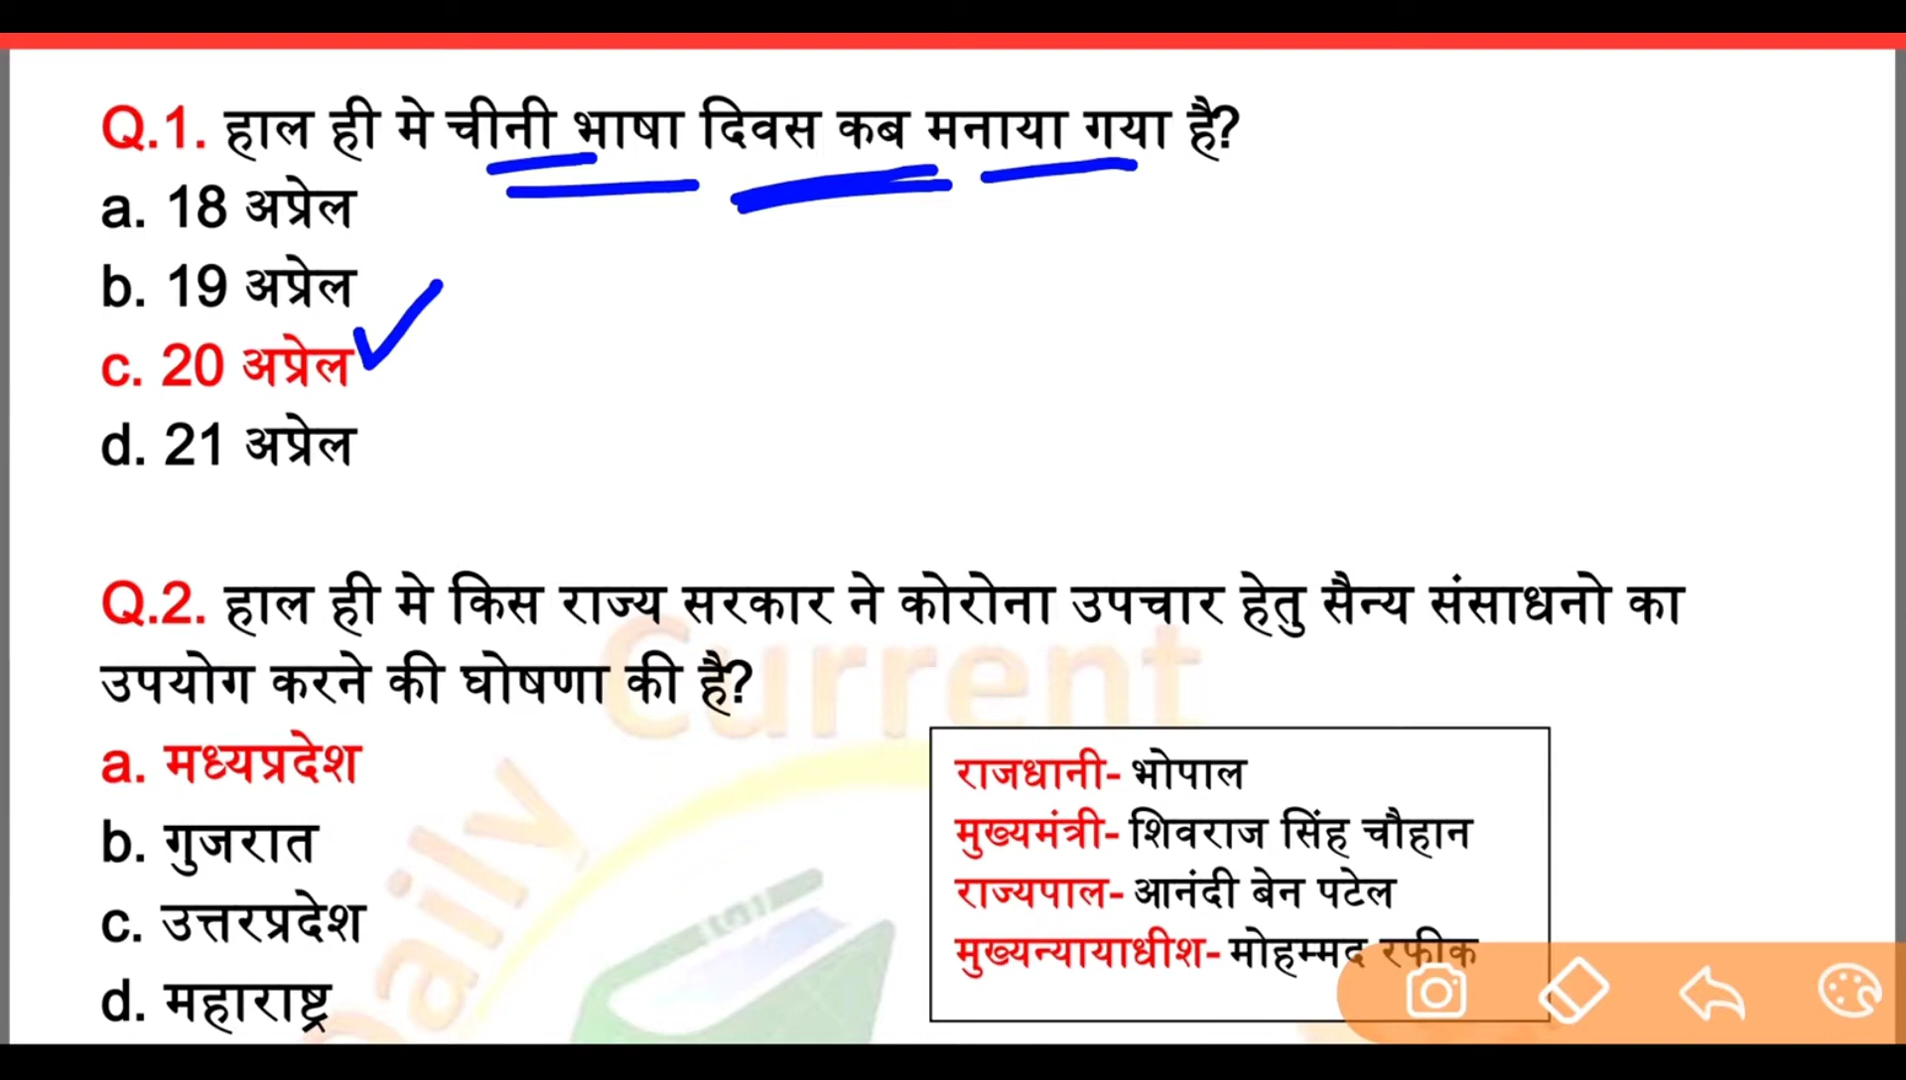 Q.1. हाल ही मे चीनी भाषा दिवस कब मनाया गया है?
a. 18 अप्रेल
b. 19 अप्रेल
c. 20 अप्रेल
d. 21 अप्रेल
Q.2. हाल ही मे किस राज्य सरकार ने कोरोना उपचार हेतु सैन्य संसाधनो का
उपयोग करने की घोषणा की है?
a. मध्यप्रदेश
b. गुजरात
c. उत्तरप्रदेश
d. महाराष्ट्र
राजधानी- भोपाल
मुख्यमंत्री- शिवराज सिंह चौहान
राज्यपाल- आनंदी बेन पटेल
मुख्यन्यायाधीश- मोहम्मद रफीक
Daily
Current